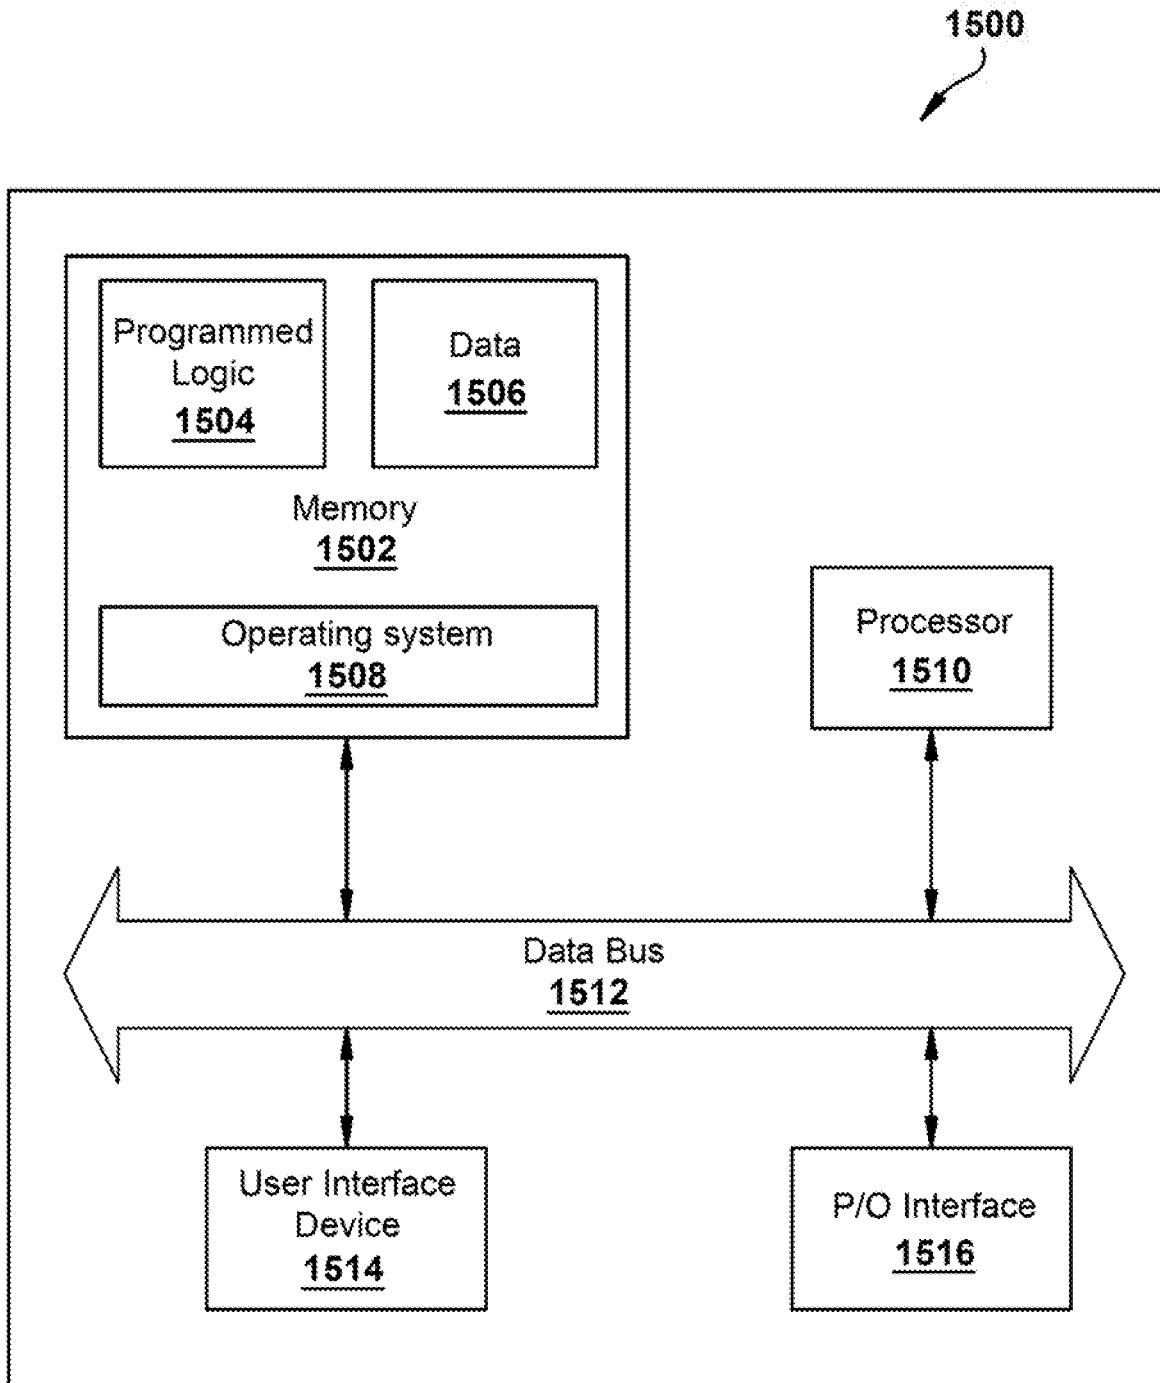 1500
Programmed
Logic
1504
Data
1506
Memory
1502
Operating system
1508
Processor
1510
Data Bus
1512
User Interface
Device
1514
P/O Interface
1516